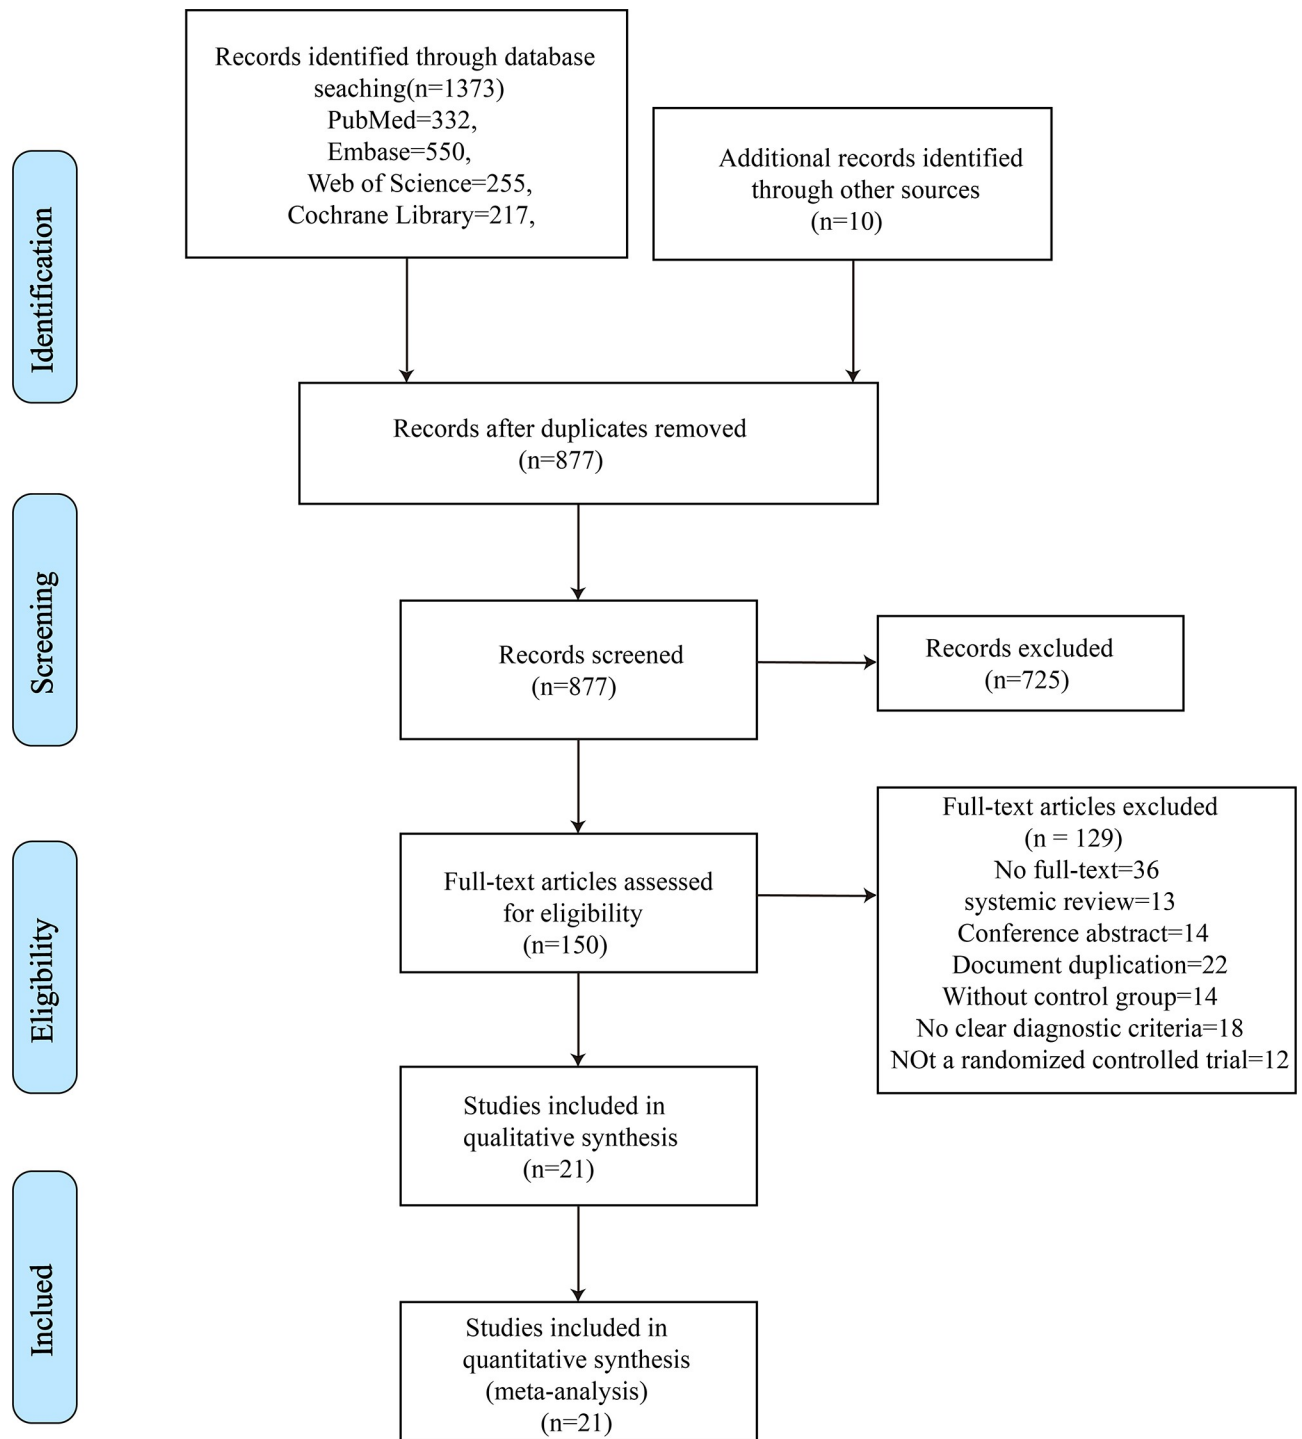 Records identified through database
seaching(n=1373)
PubMed=332,
Embase=550,
Web of Science=255,
Cochrane Library=217,
Additional records identified
through other sources
(n=10)
Identification
Records after duplicates removed
(n=877)
Screening
Records screened
(n=877)
Records excluded
(n=725)
Eligibility
Full-text articles assessed
for eligibility
(n=150)
Full-text articles excluded
(n = 129)
No full-text=36
systemic review=13
Conference abstract=14
Document duplication=22
Without control group=14
No clear diagnostic criteria=18
NOt a randomized controlled trial=12
Studies included in
qualitative synthesis
(n=21)
Inclued
Studies included in
quantitative synthesis
(meta-analysis)
(n=21)